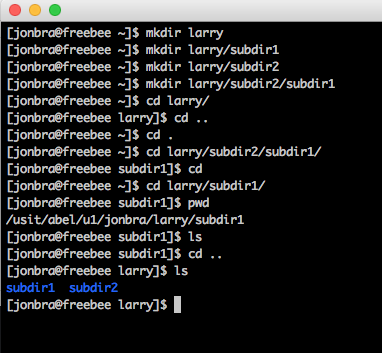 [jonbra@freebee ~]$ mkdir larry
[jonbra@freebee ~]$ mkdir larry/subdir1
[jonbra@freebee ~]$ mkdir larry/subdir2
[jonbra@freebee ~]$ mkdir larry/subdir2/subdir1
[jonbra@freebee ~]$ cd larry/
[jonbra@freebee larry]$ cd ..
[jonbra@freebee ~]$ cd .
[jonbra@freebee ~]$ cd larry/subdir2/subdir1/
[jonbra@freebee subdir1]$ cd
[jonbra@freebee ~]$ cd larry/subdir1/
[jonbra@freebee subdir1]$ pwd
/usit/abel/u1/jonbra/larry/subdir1
[jonbra@freebee subdir1]$ ls
[jonbra@freebee subdir1]$ cd ..
[jonbra@freebee larry]$ ls
subdir1  subdir2
[jonbra@freebee larry]$